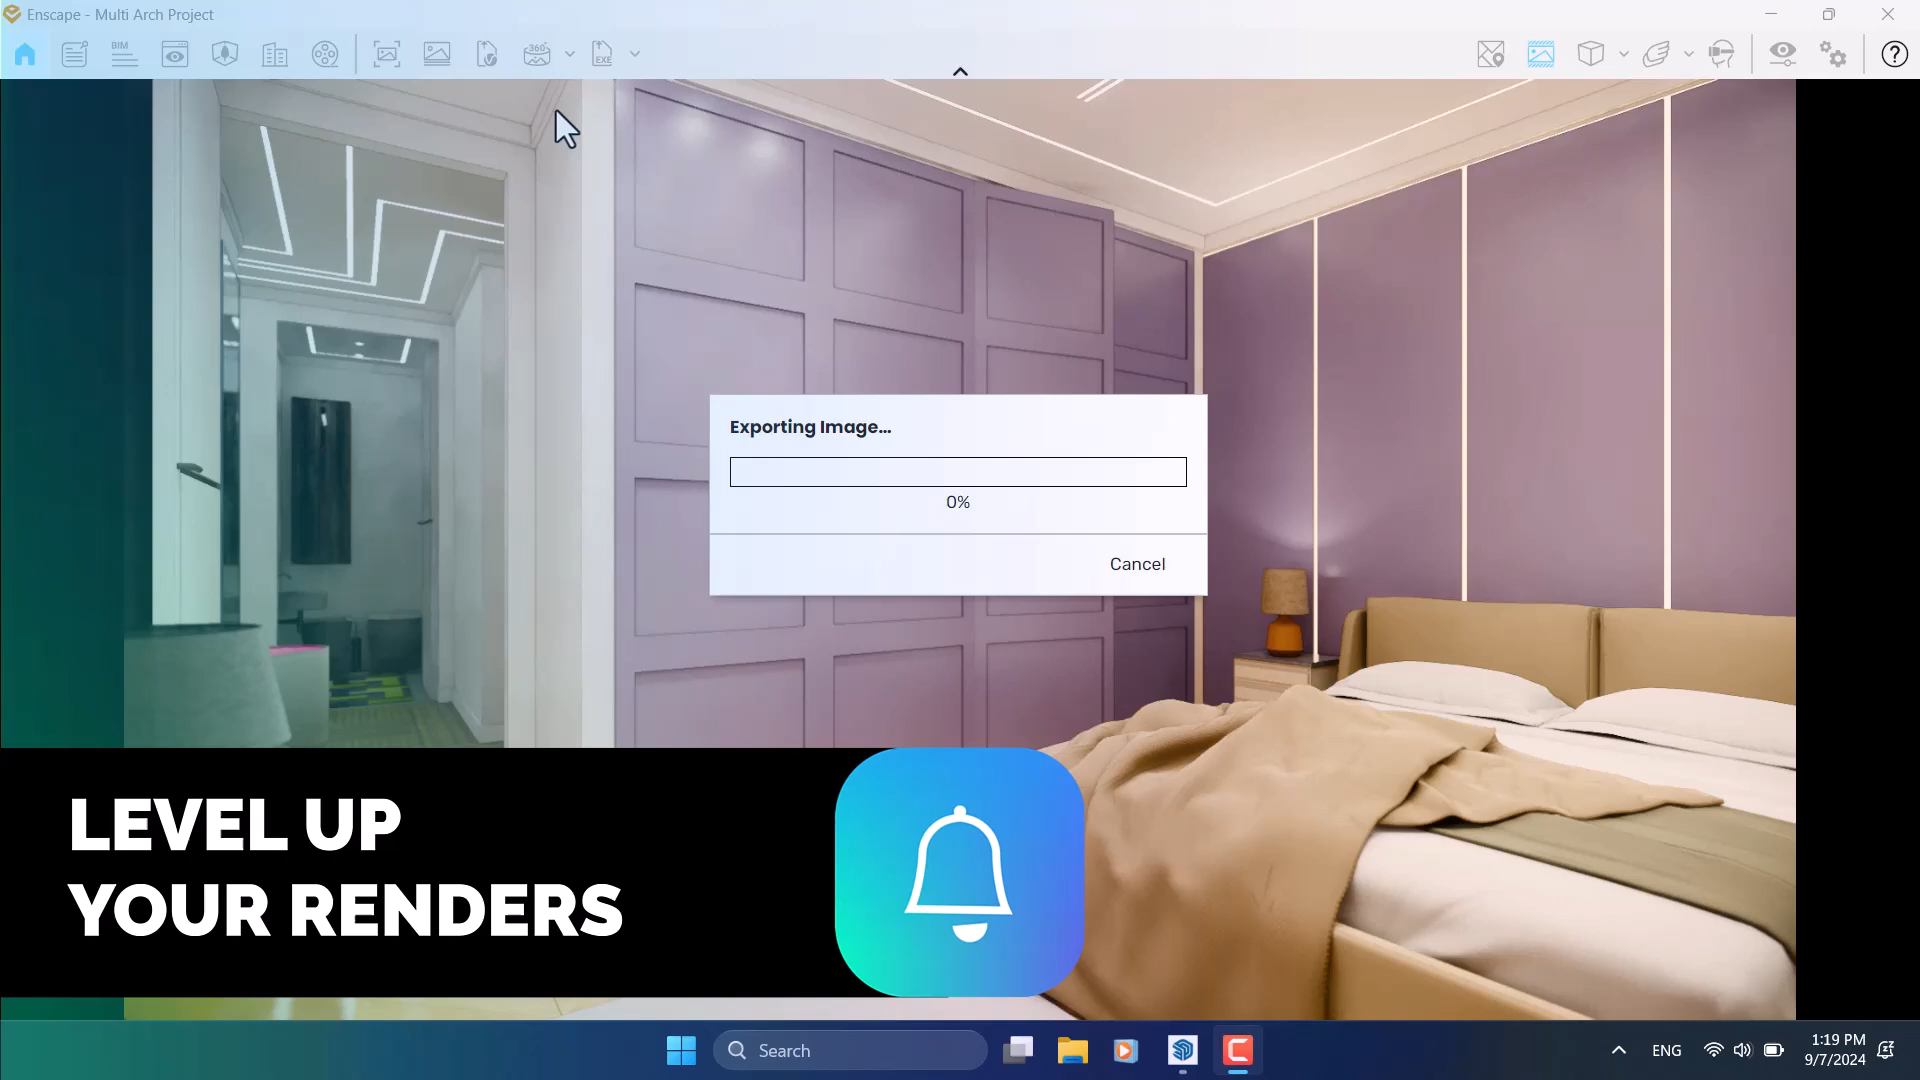 Enscape - Multi Arch Project
BIM
360°
EXE
?
Exporting Image...
0%
Cancel
LEVEL UP
YOUR RENDERS
Search
ENG
1:19 PM
9/7/2024